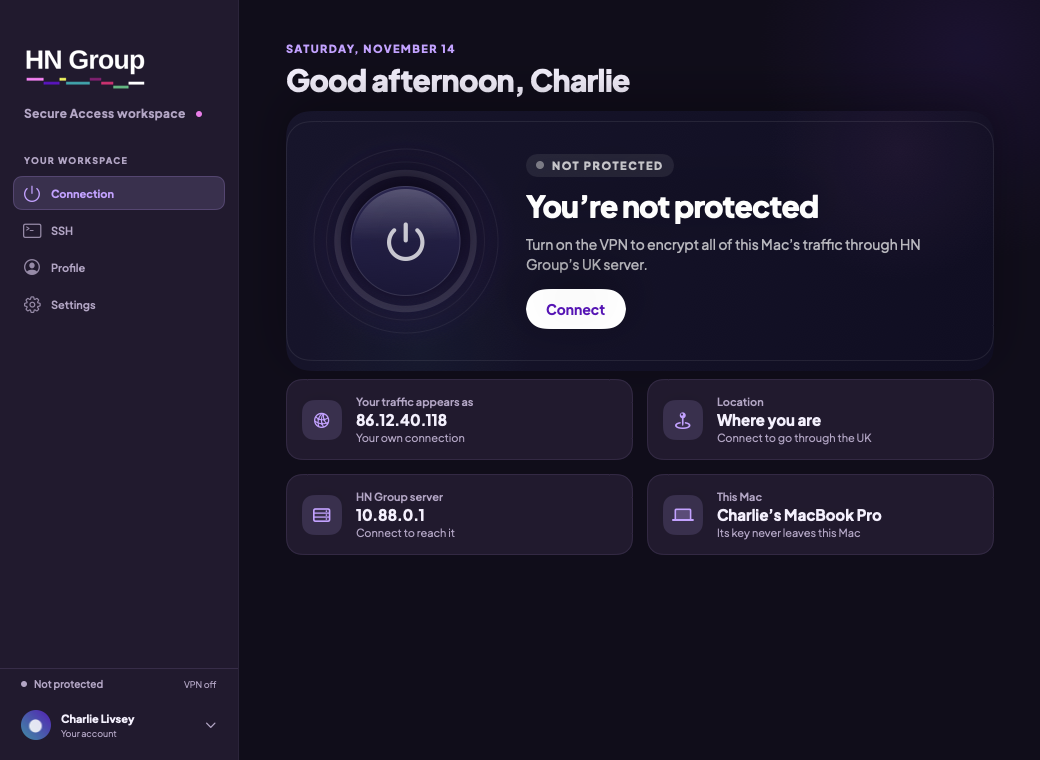 HN Group
Secure Access workspace
YOUR WORKSPACE
Connection
SSH
Profile
Settings
Not protected
VPN off
Charlie Livsey
Your account
SATURDAY, NOVEMBER 14
Good afternoon, Charlie
NOT PROTECTED
You’re not protected
Turn on the VPN to encrypt all of this Mac’s traffic through HN
Group’s UK server.
Connect
Your traffic appears as
86.12.40.118
Your own connection
Location
Where you are
Connect to go through the UK
HN Group server
10.88.0.1
Connect to reach it
This Mac
Charlie’s MacBook Pro
Its key never leaves this Mac